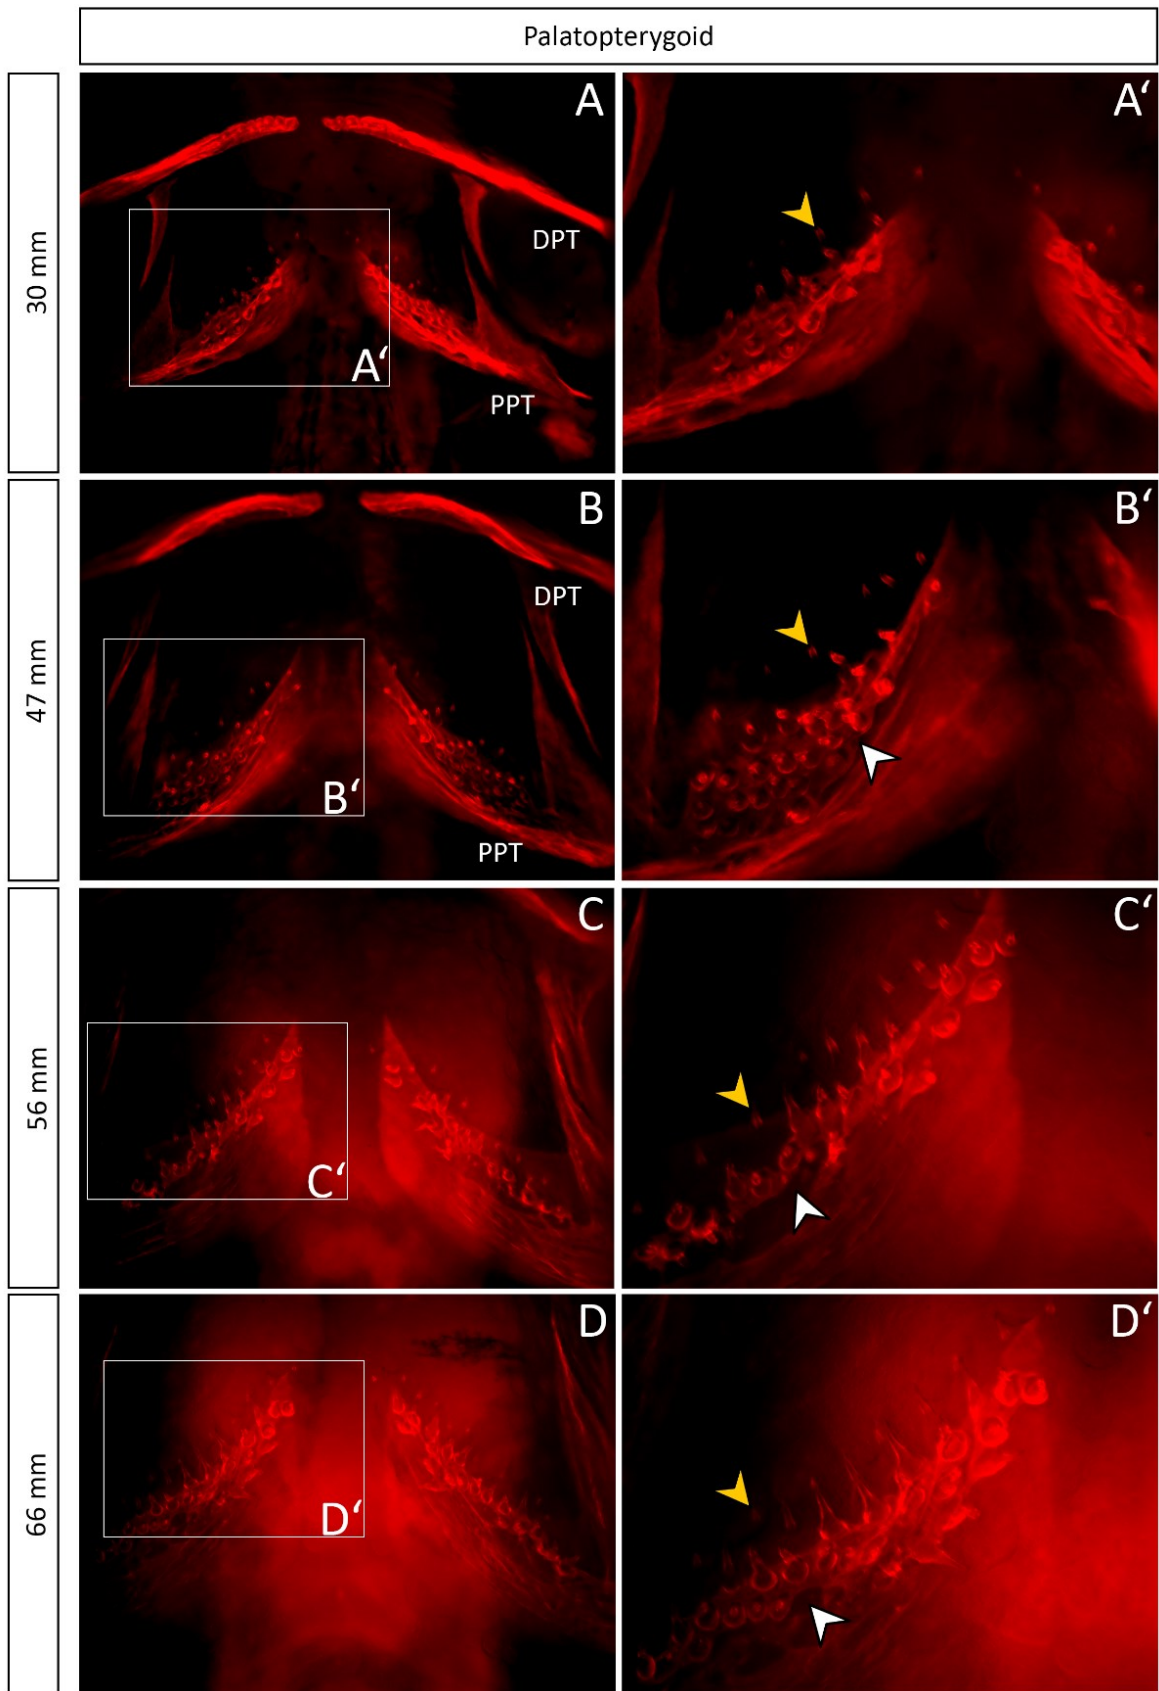 Palatopterygoid
30 mm
A
DPT
A‘
PPT
A‘
47 mm
B
DPT
B‘
PPT
B‘
56 mm
C
C‘
C‘
66 mm
D
D‘
D‘